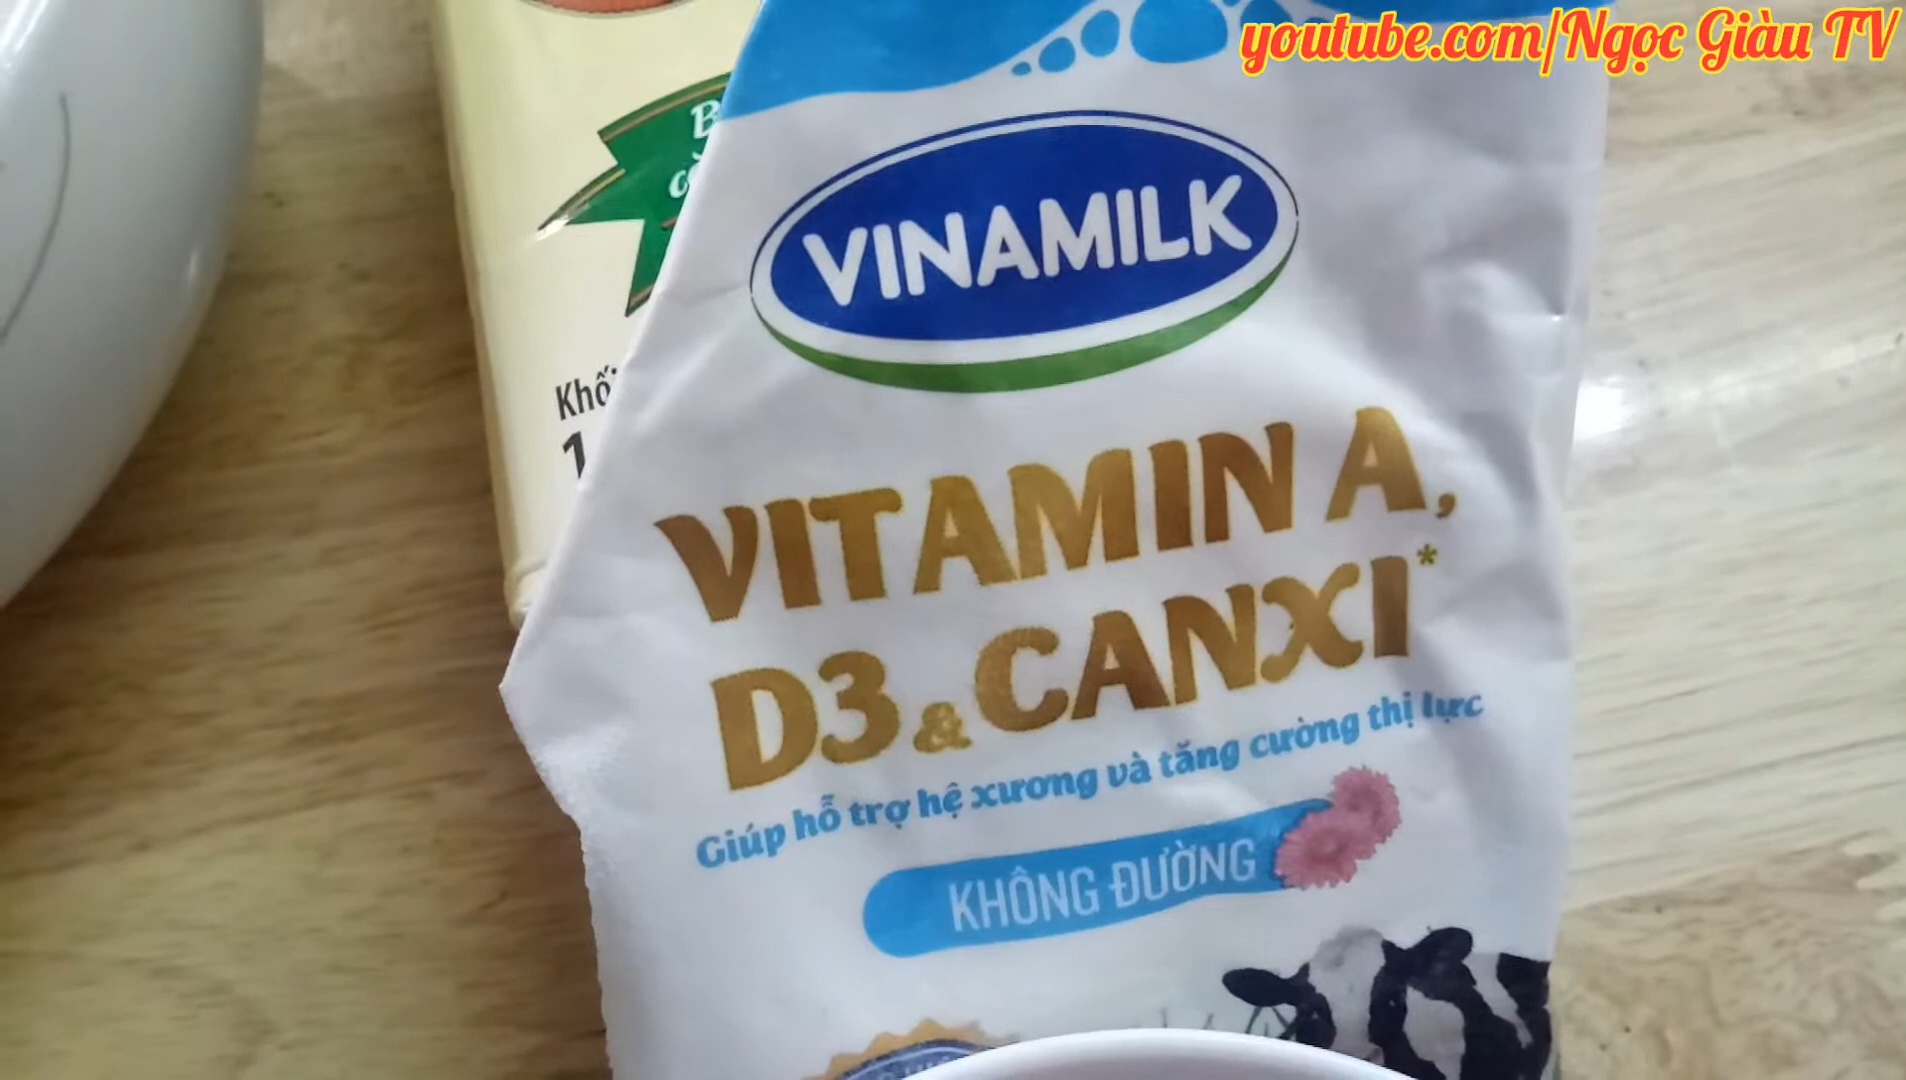 youtube.com/Ngọc Giàu TV
VINAMILK
VITAMIN A,
D3 & CANXI*
Giúp hỗ trợ hệ xương và tăng cường thị lực
KHÔNG ĐƯỜNG